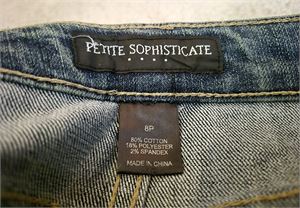 PETITE SOPHISTICATE
8P
80% COTTON
18% POLYESTER
2% SPANDEX
MADE IN CHINA